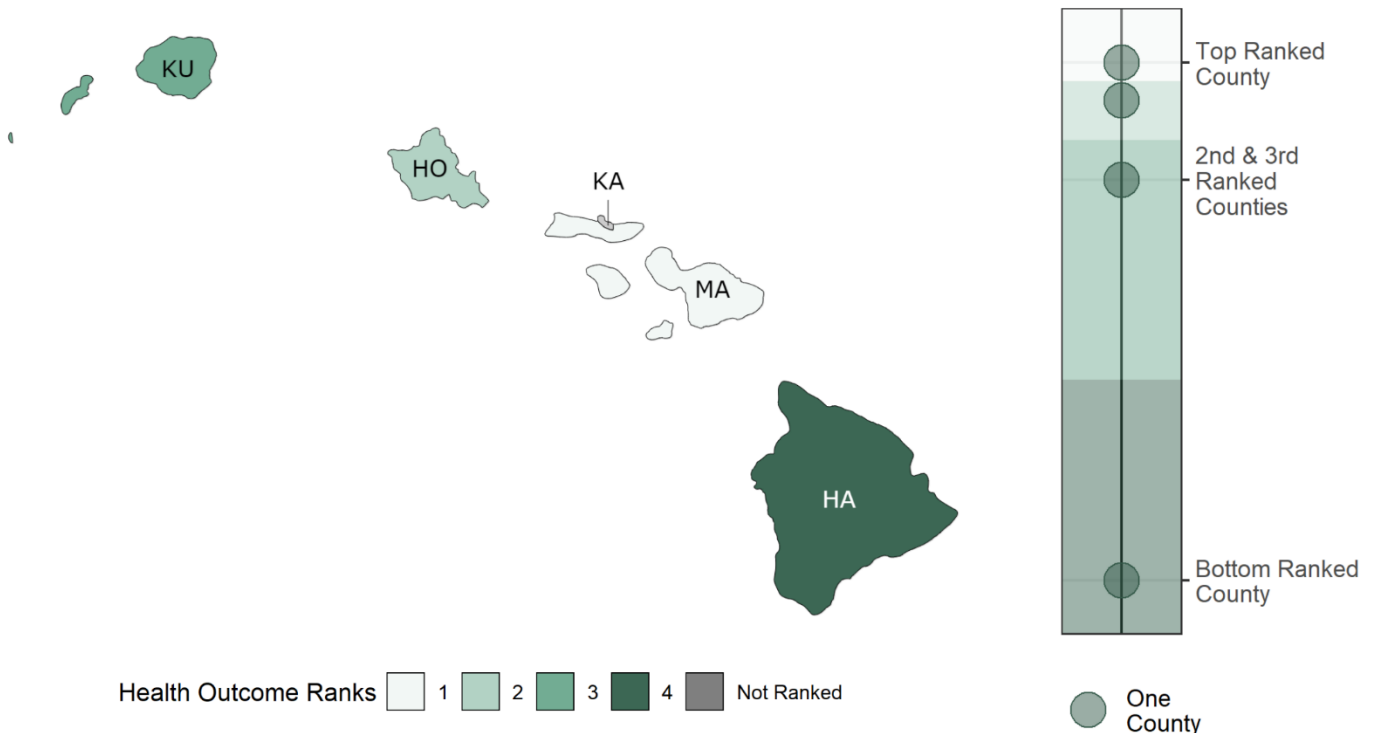 KU
HO
KA
MA
HA
Top Ranked
County
2nd & 3rd
Ranked
Counties
Bottom Ranked
County
Health Outcome Ranks 1 2 3 4 Not Ranked
One
County